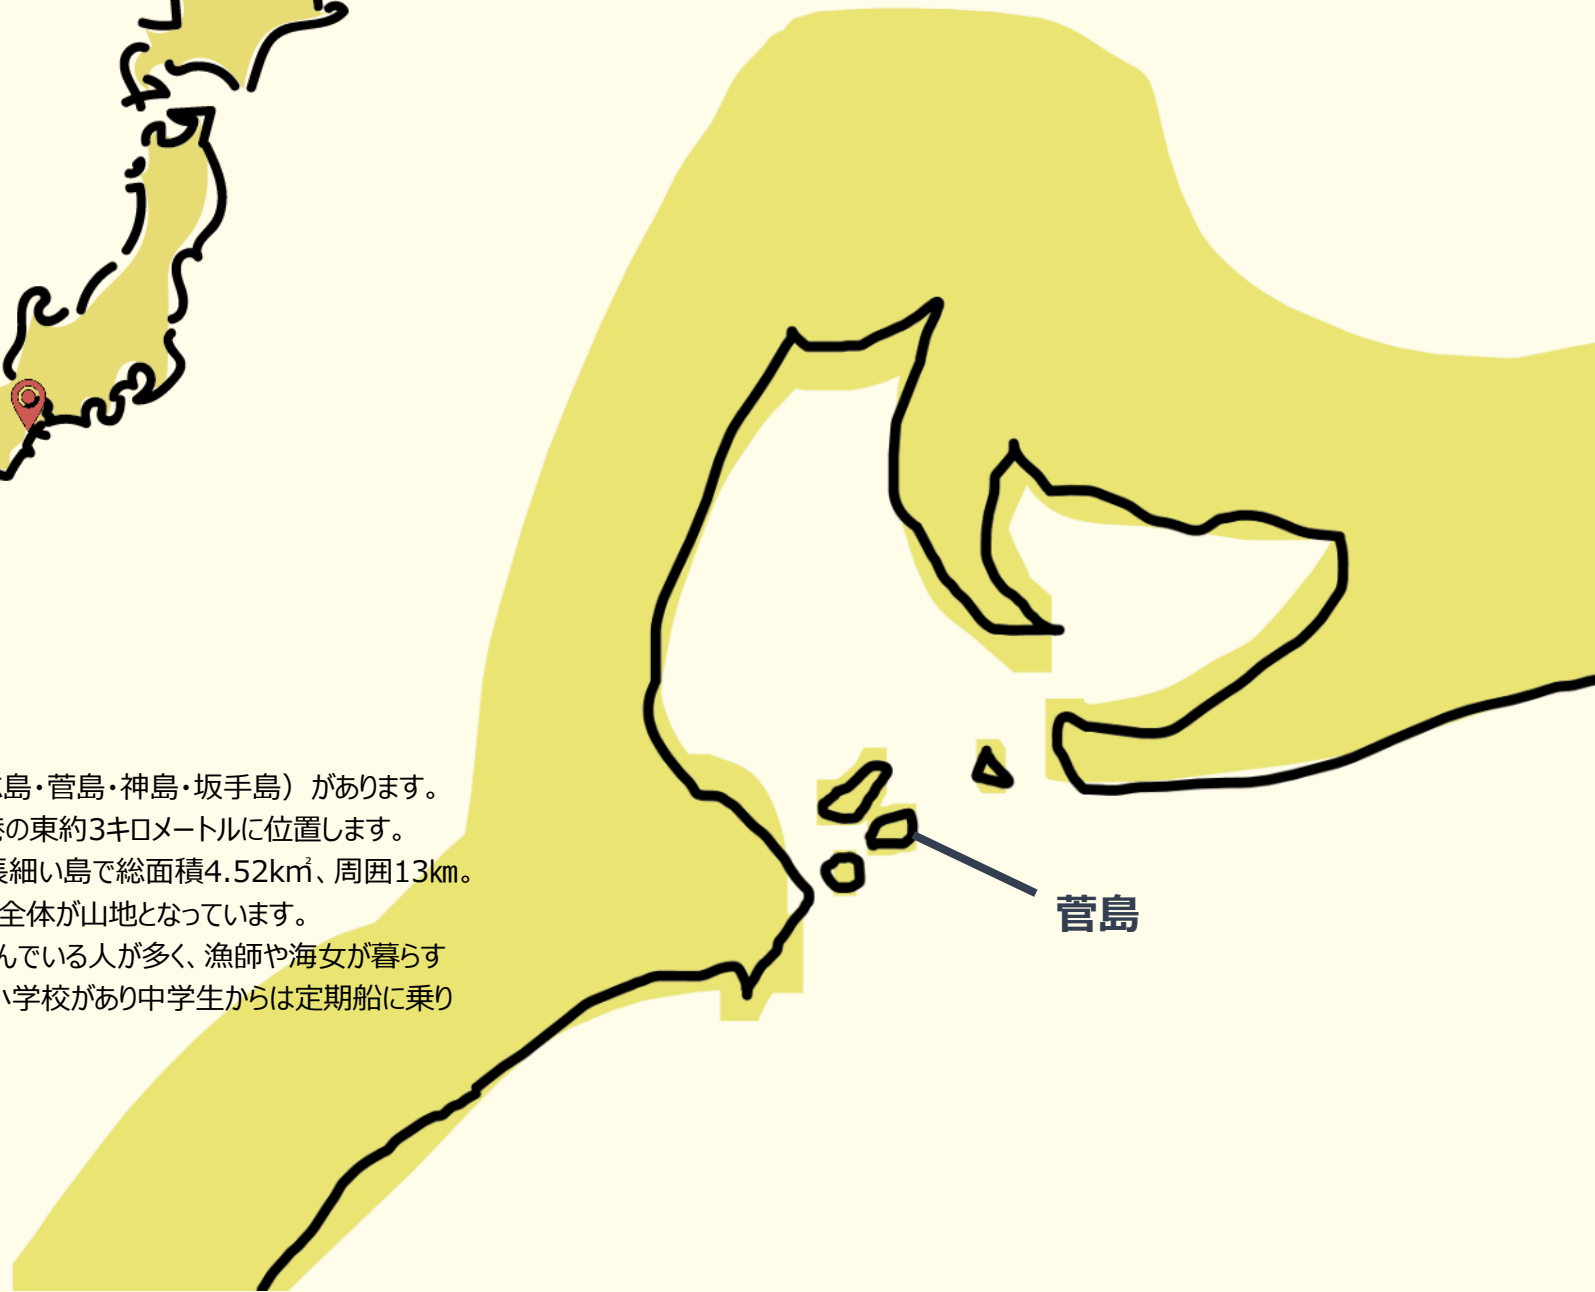 島・菅島・神島・坂手島）があります。
の東約3キロメートルに位置します。
長細い島で総面積4.52k㎡、周囲13㎞。
全体が山地となっています。
んでいる人が多く、漁師や海女が暮らす
小学校があり中学生からは定期船に乗り
菅島